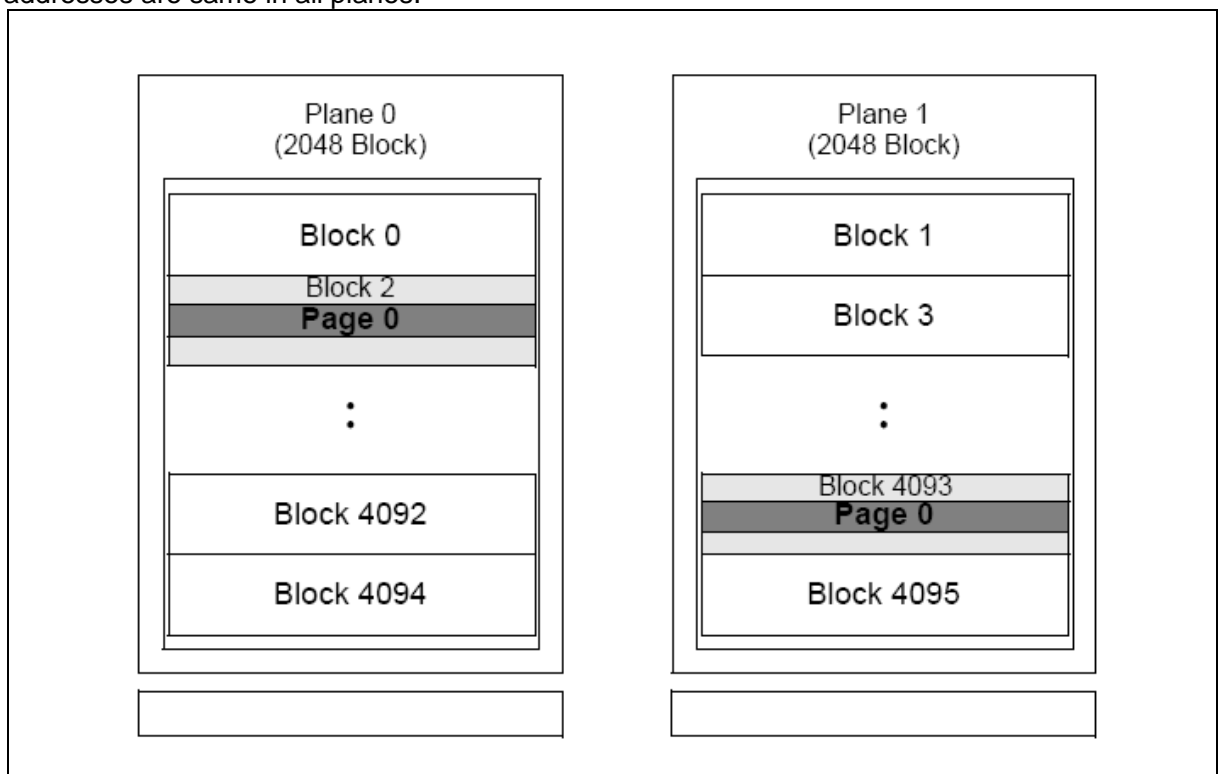 addresses are same in all planes.
Plane 0
(2048 Block)
Block 0
Block 2
Page 0
:
Block 4092
Block 4094
Plane 1
(2048 Block)
Block 1
Block 3
:
Block 4093
Page 0
Block 4095